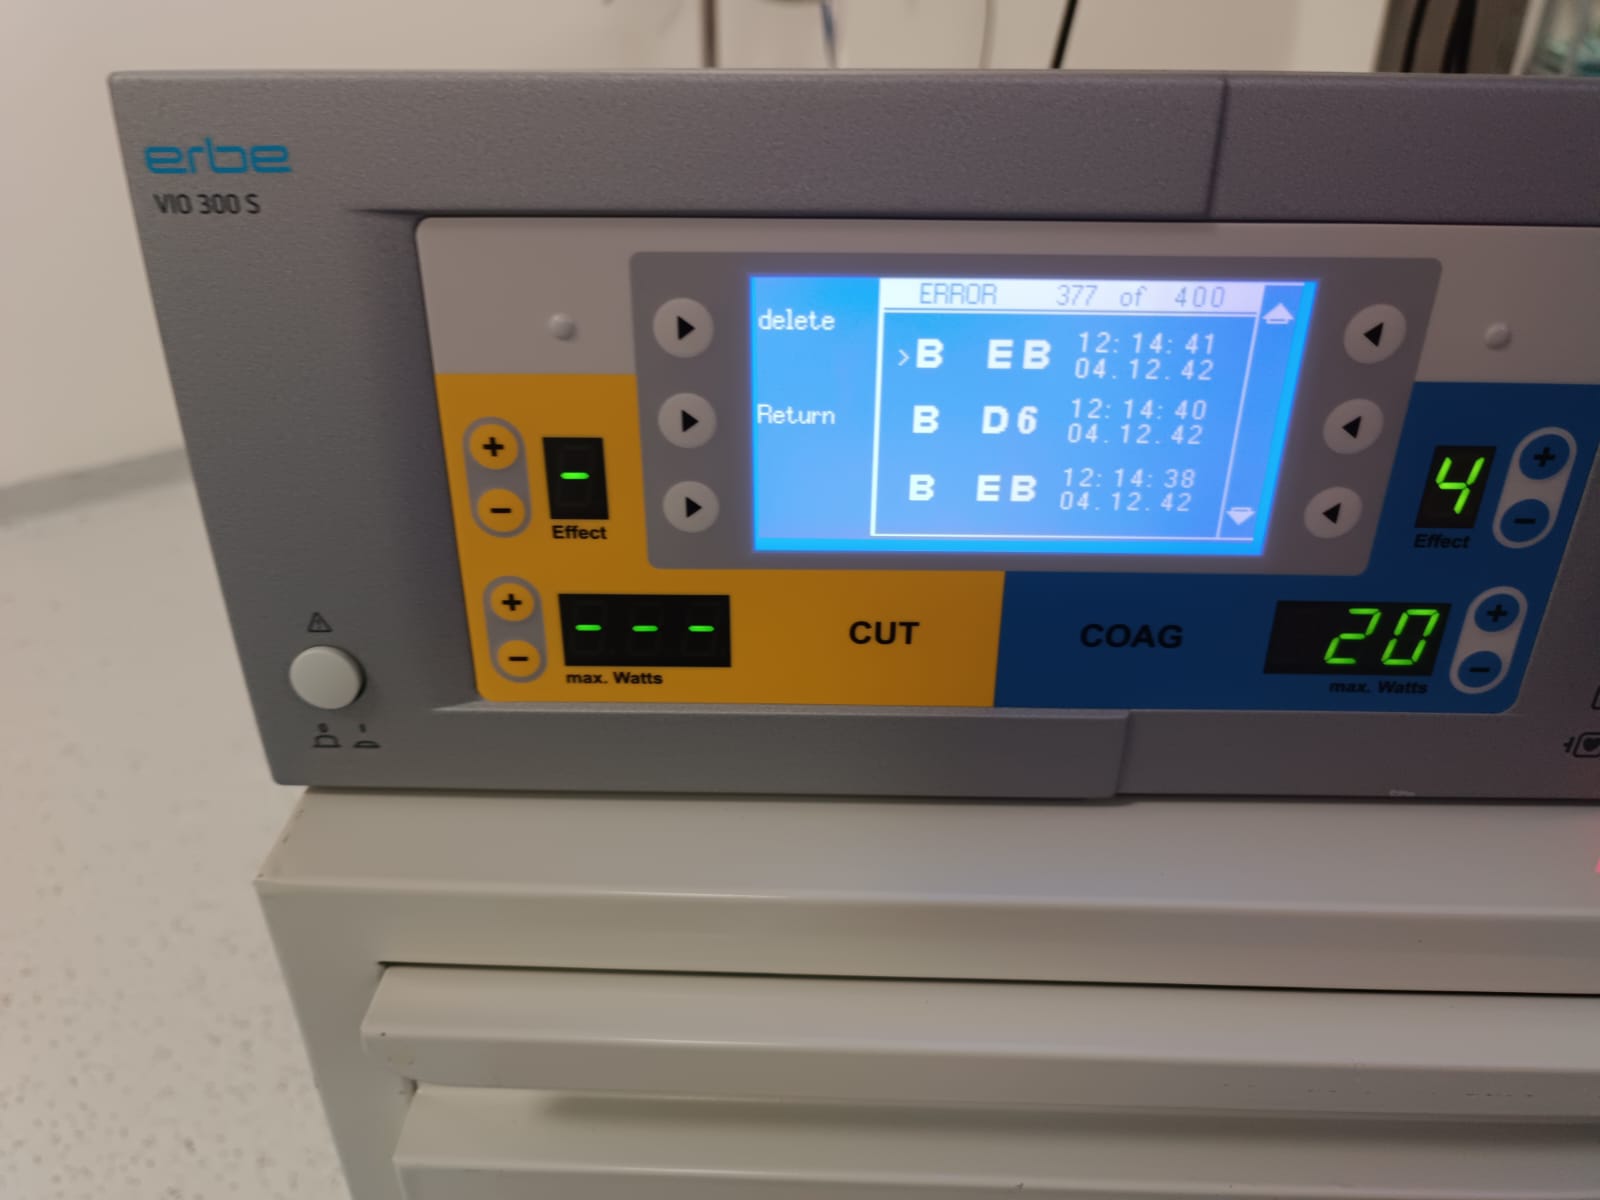 erbe
VIO 300 S
delete
Return
ERROR 377 of 400
>B EB 12:14:41
04.12.42
B D6 12:14:40
04.12.42
B EB 12:14:38
04.12.42
+
-
-
Effect
+
-
- - -
max. Watts
CUT
COAG
4
Effect
+
-
20
max. Watts
+
-